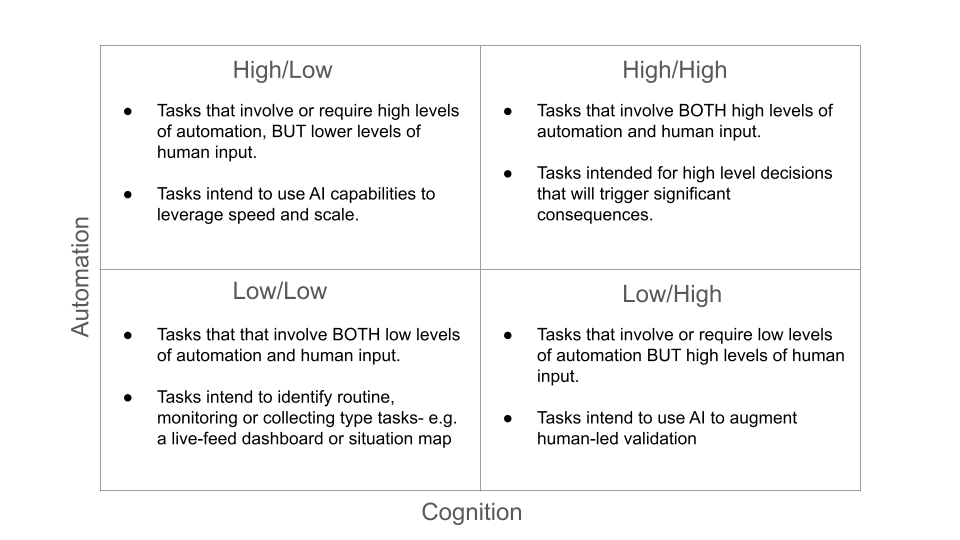 High/Low
● Tasks that involve or require high levels
of automation, BUT lower levels of
human input.
● Tasks intend to use AI capabilities to
leverage speed and scale.
High/High
● Tasks that involve BOTH high levels of
automation and human input.
● Tasks intended for high level decisions
that will trigger significant
consequences.
Automation
Low/Low
● Tasks that that involve BOTH low levels
of automation and human input.
● Tasks intend to identify routine,
monitoring or collecting type tasks- e.g.
a live-feed dashboard or situation map
Low/High
● Tasks that involve or require low levels
of automation BUT high levels of human
input.
● Tasks intend to use AI to augment
human-led validation
Cognition